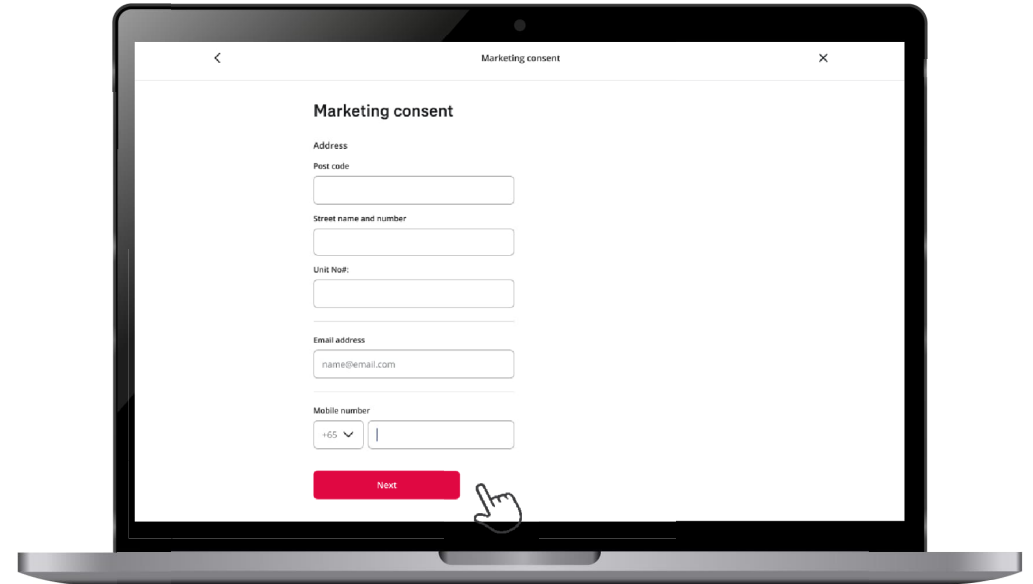 Marketing consent
Marketing consent
Address
Post code
Street name and number
Unit No#:
Email address
name@email.com
Mobile number
+65
Next